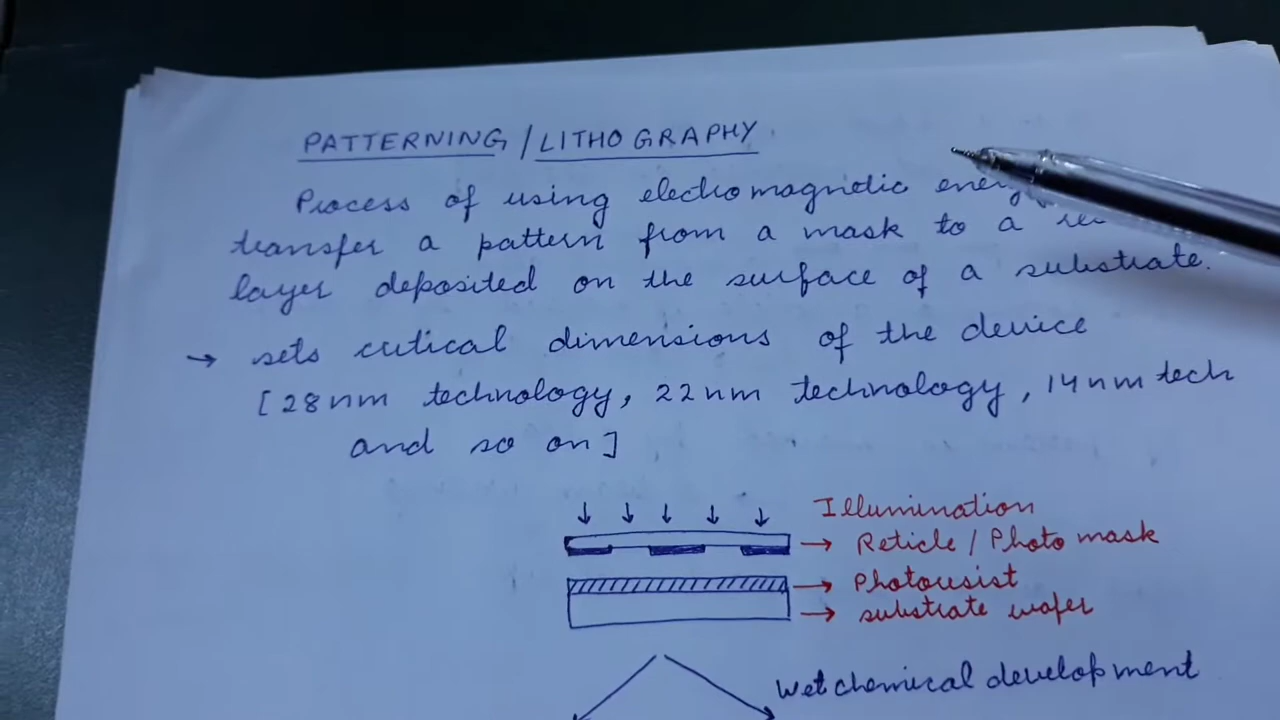 PATTERNING / LITHOGRAPHY
Process of using electromagnetic
transfer a pattern from a mask to a
layer deposited on the surface of a substrate.
→ sets critical dimensions of the device
[28nm technology, 22nm technology, 14nm tech
and so on]
Illumination
→ Reticle / Photo mask
→ Photoresist
→ substrate wafer
Wet chemical development